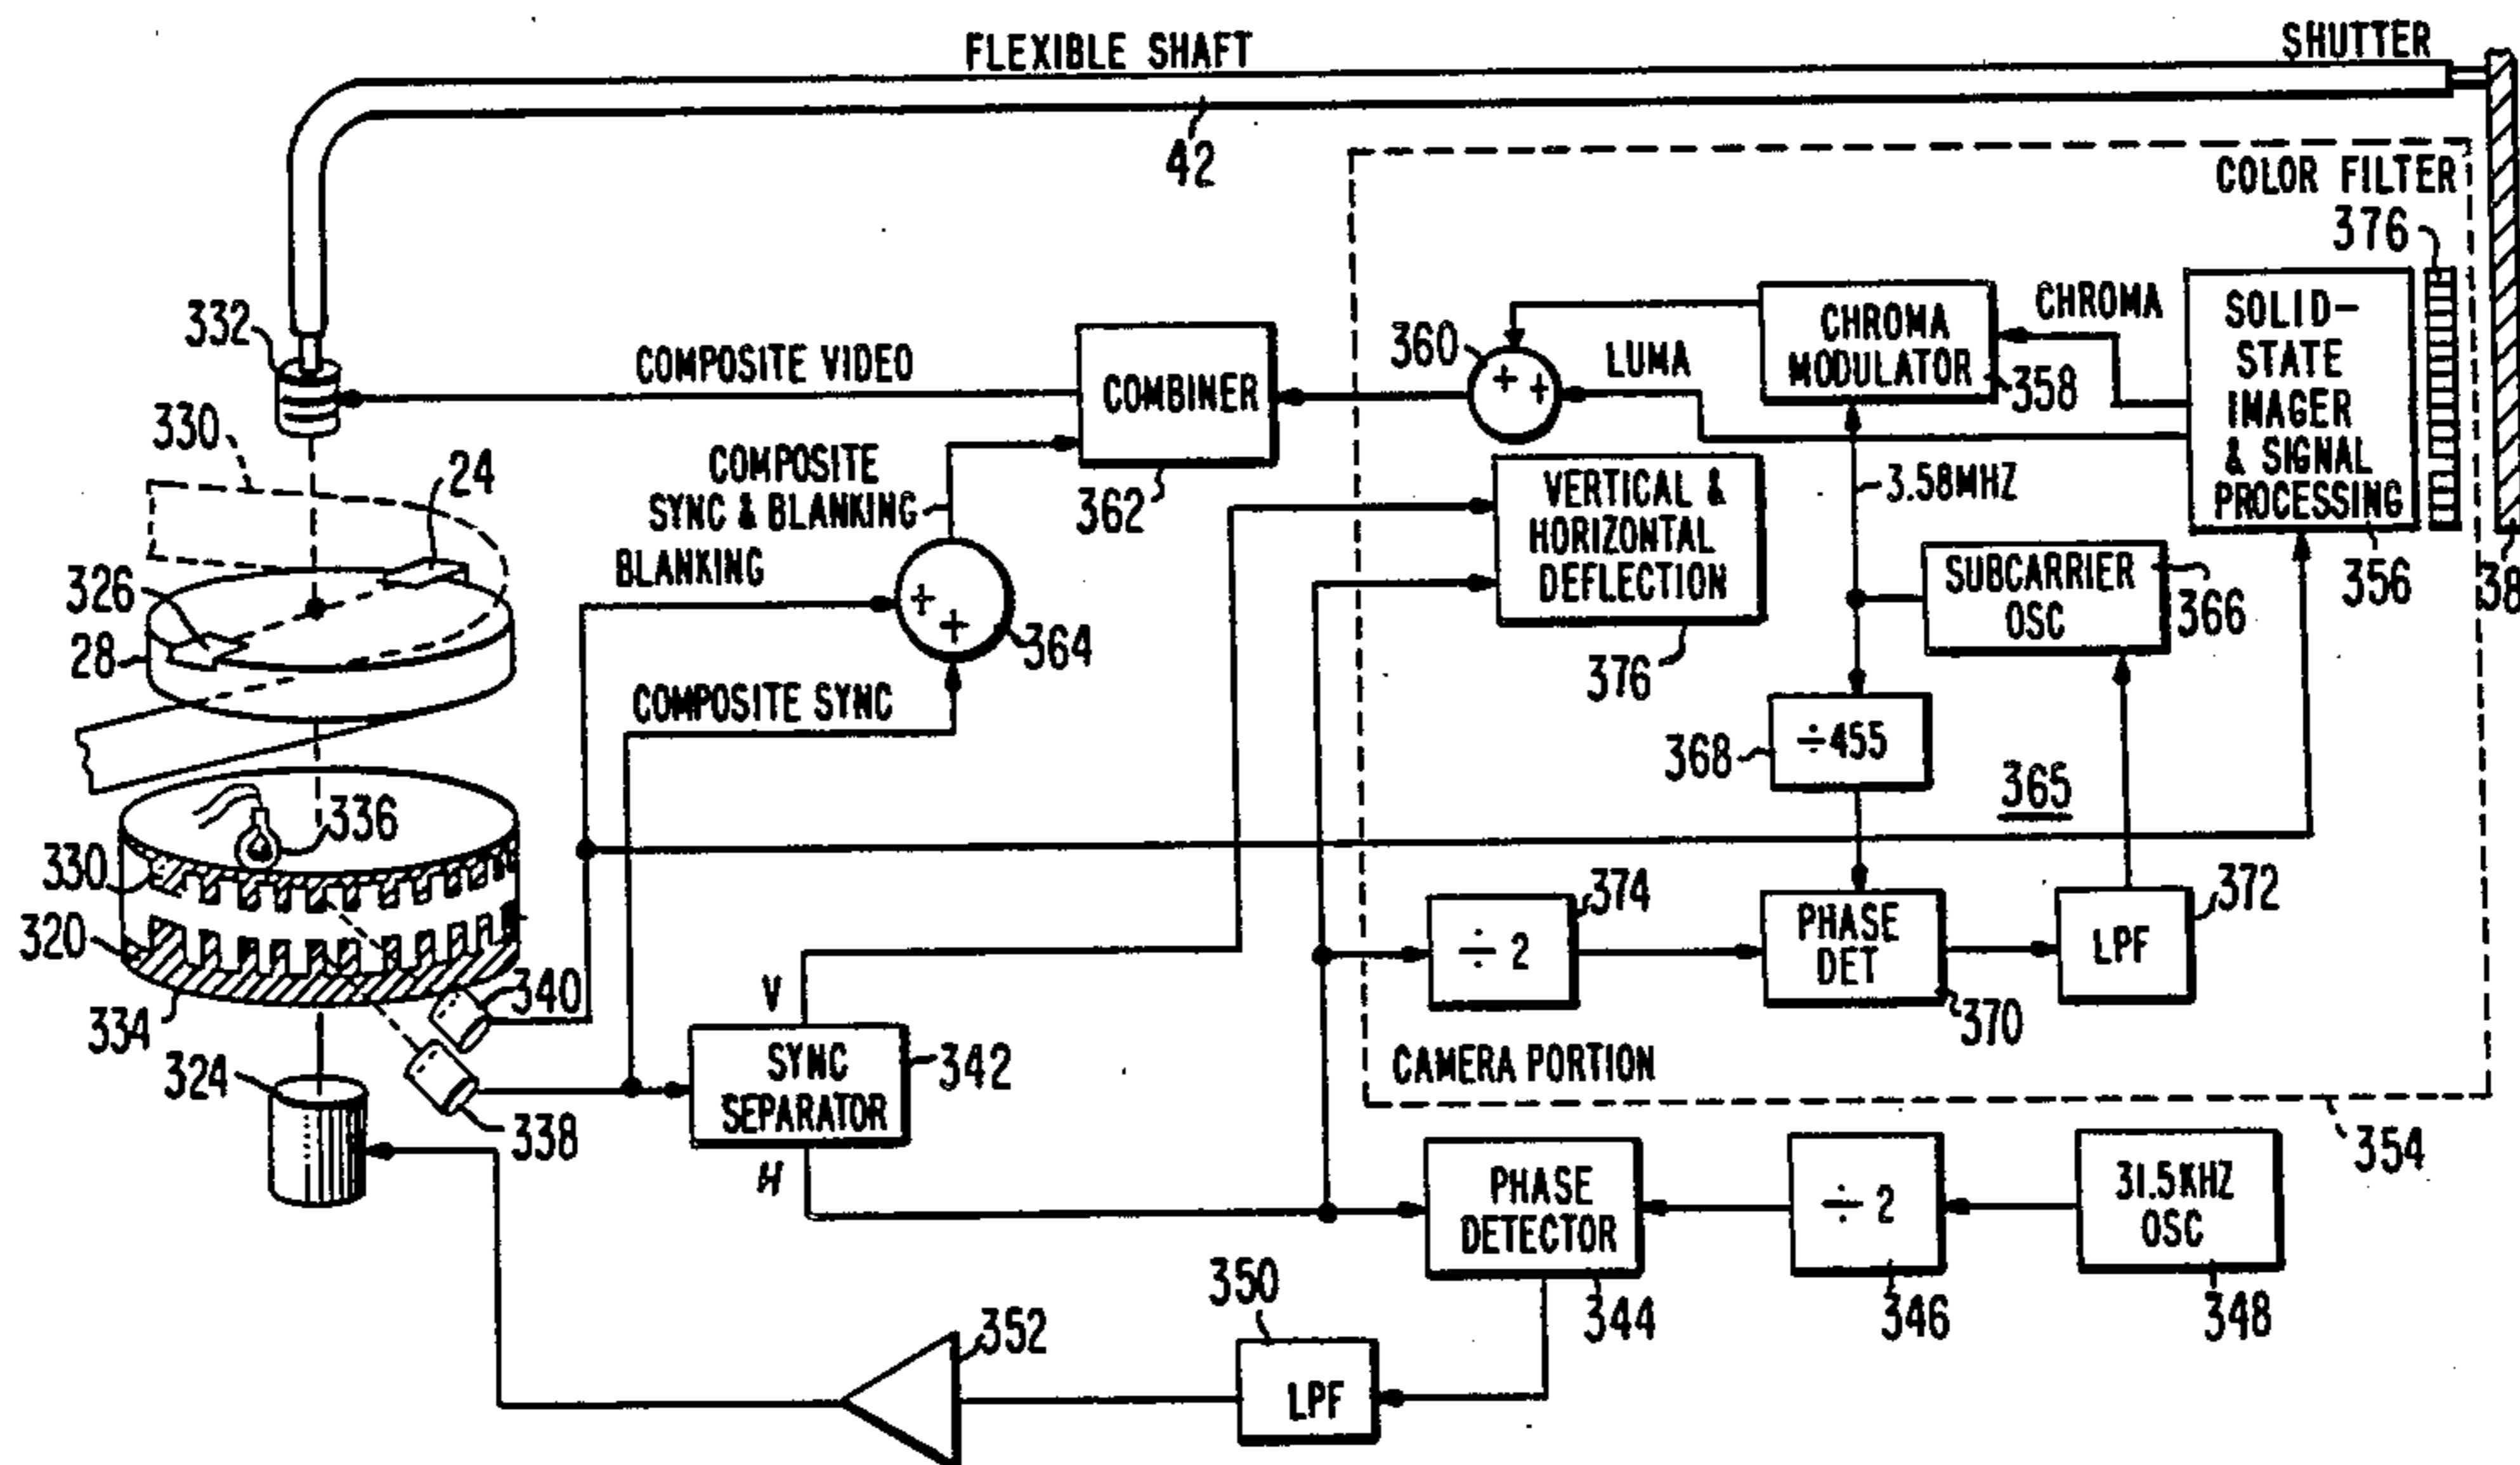 FLEXIBLE SHAFT
SHUTTER
42
COLOR FILTER
376
332
COMPOSITE VIDEO
COMBINER
362
360
+ +
LUMA
CHROMA
MODULATOR
358
CHROMA
SOLID-
STATE
IMAGER
& SIGNAL
PROCESSING
356
38
330
24
COMPOSITE
SYNC & BLANKING
326
28
BLANKING
+
+
364
VERTICAL &
HORIZONTAL
DEFLECTION
376
3.58MHZ
SUBCARRIER
OSC
366
COMPOSITE SYNC
368
÷455
365
336
330
320
334
340
324
338
V
SYNC
SEPARATOR
342
H
374
÷ 2
PHASE
DET
370
LPF
372
CAMERA PORTION
354
PHASE
DETECTOR
344
÷ 2
346
31.5KHZ
OSC
348
350
LPF
352